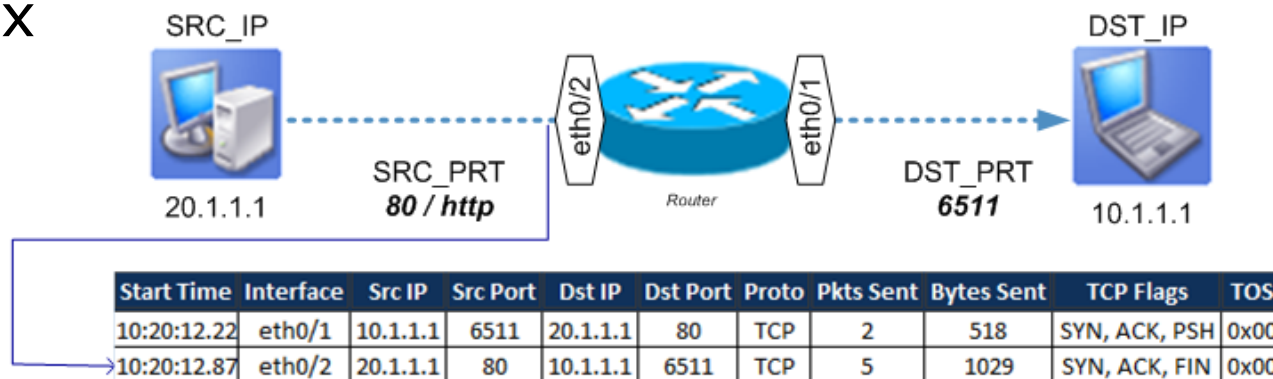 X
SRC_IP
DST_IP
eth0/2
eth0/1
SRC_PRT
80 / http
Router
DST_PRT
6511
20.1.1.1
10.1.1.1
Start Time Interface Src IP Src Port Dst IP Dst Port Proto Pkts Sent Bytes Sent TCP Flags TOS
10:20:12.22 eth0/1 10.1.1.1 6511 20.1.1.1 80 TCP 2 518 SYN, ACK, PSH 0x00
10:20:12.87 eth0/2 20.1.1.1 80 10.1.1.1 6511 TCP 5 1029 SYN, ACK, FIN 0x00